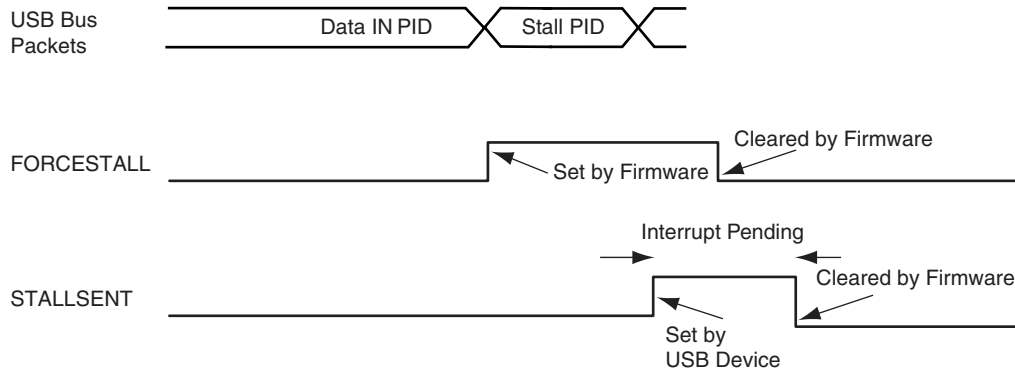 USB Bus
Packets
Data IN PID
Stall PID
FORCESTALL
Set by Firmware
Cleared by Firmware
Interrupt Pending
STALLSENT
Cleared by Firmware
Set by
USB Device